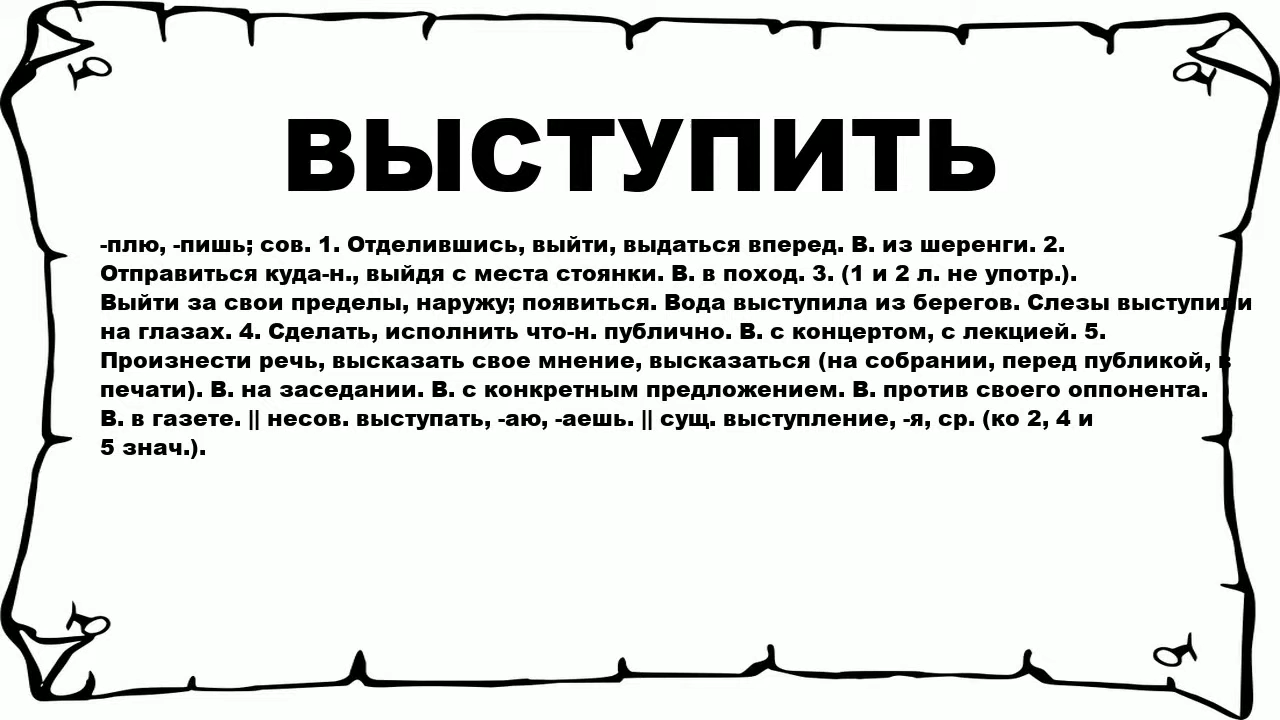 ВЫСТУПИТЬ
-плю, -пишь; сов. 1. Отделившись, выйти, выдаться вперед. В. из шеренги. 2.
Отправиться куда-н., выйдя с места стоянки. В. в поход. 3. (1 и 2 л. не употр.).
Выйти за свои пределы, наружу; появиться. Вода выступила из берегов. Слезы выступили
на глазах. 4. Сделать, исполнить что-н. публично. В. с концертом, с лекцией. 5.
Произнести речь, высказать свое мнение, высказаться (на собрании, перед публикой, в
печати). В. на заседании. В. с конкретным предложением. В. против своего оппонента.
В. в газете. || несов. выступать, -аю, -аешь. || сущ. выступление, -я, ср. (ко 2, 4 и
5 знач.).